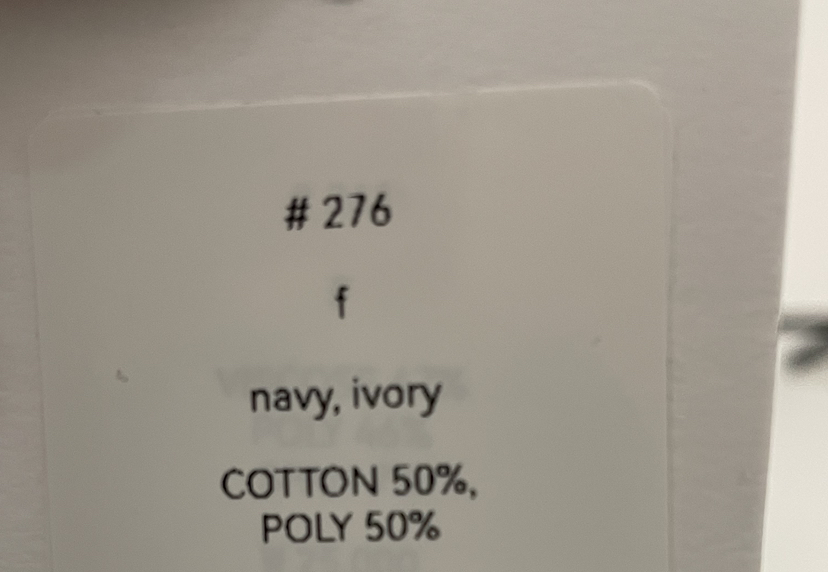 # 276
f
navy, ivory
COTTON 50%,
POLY 50%